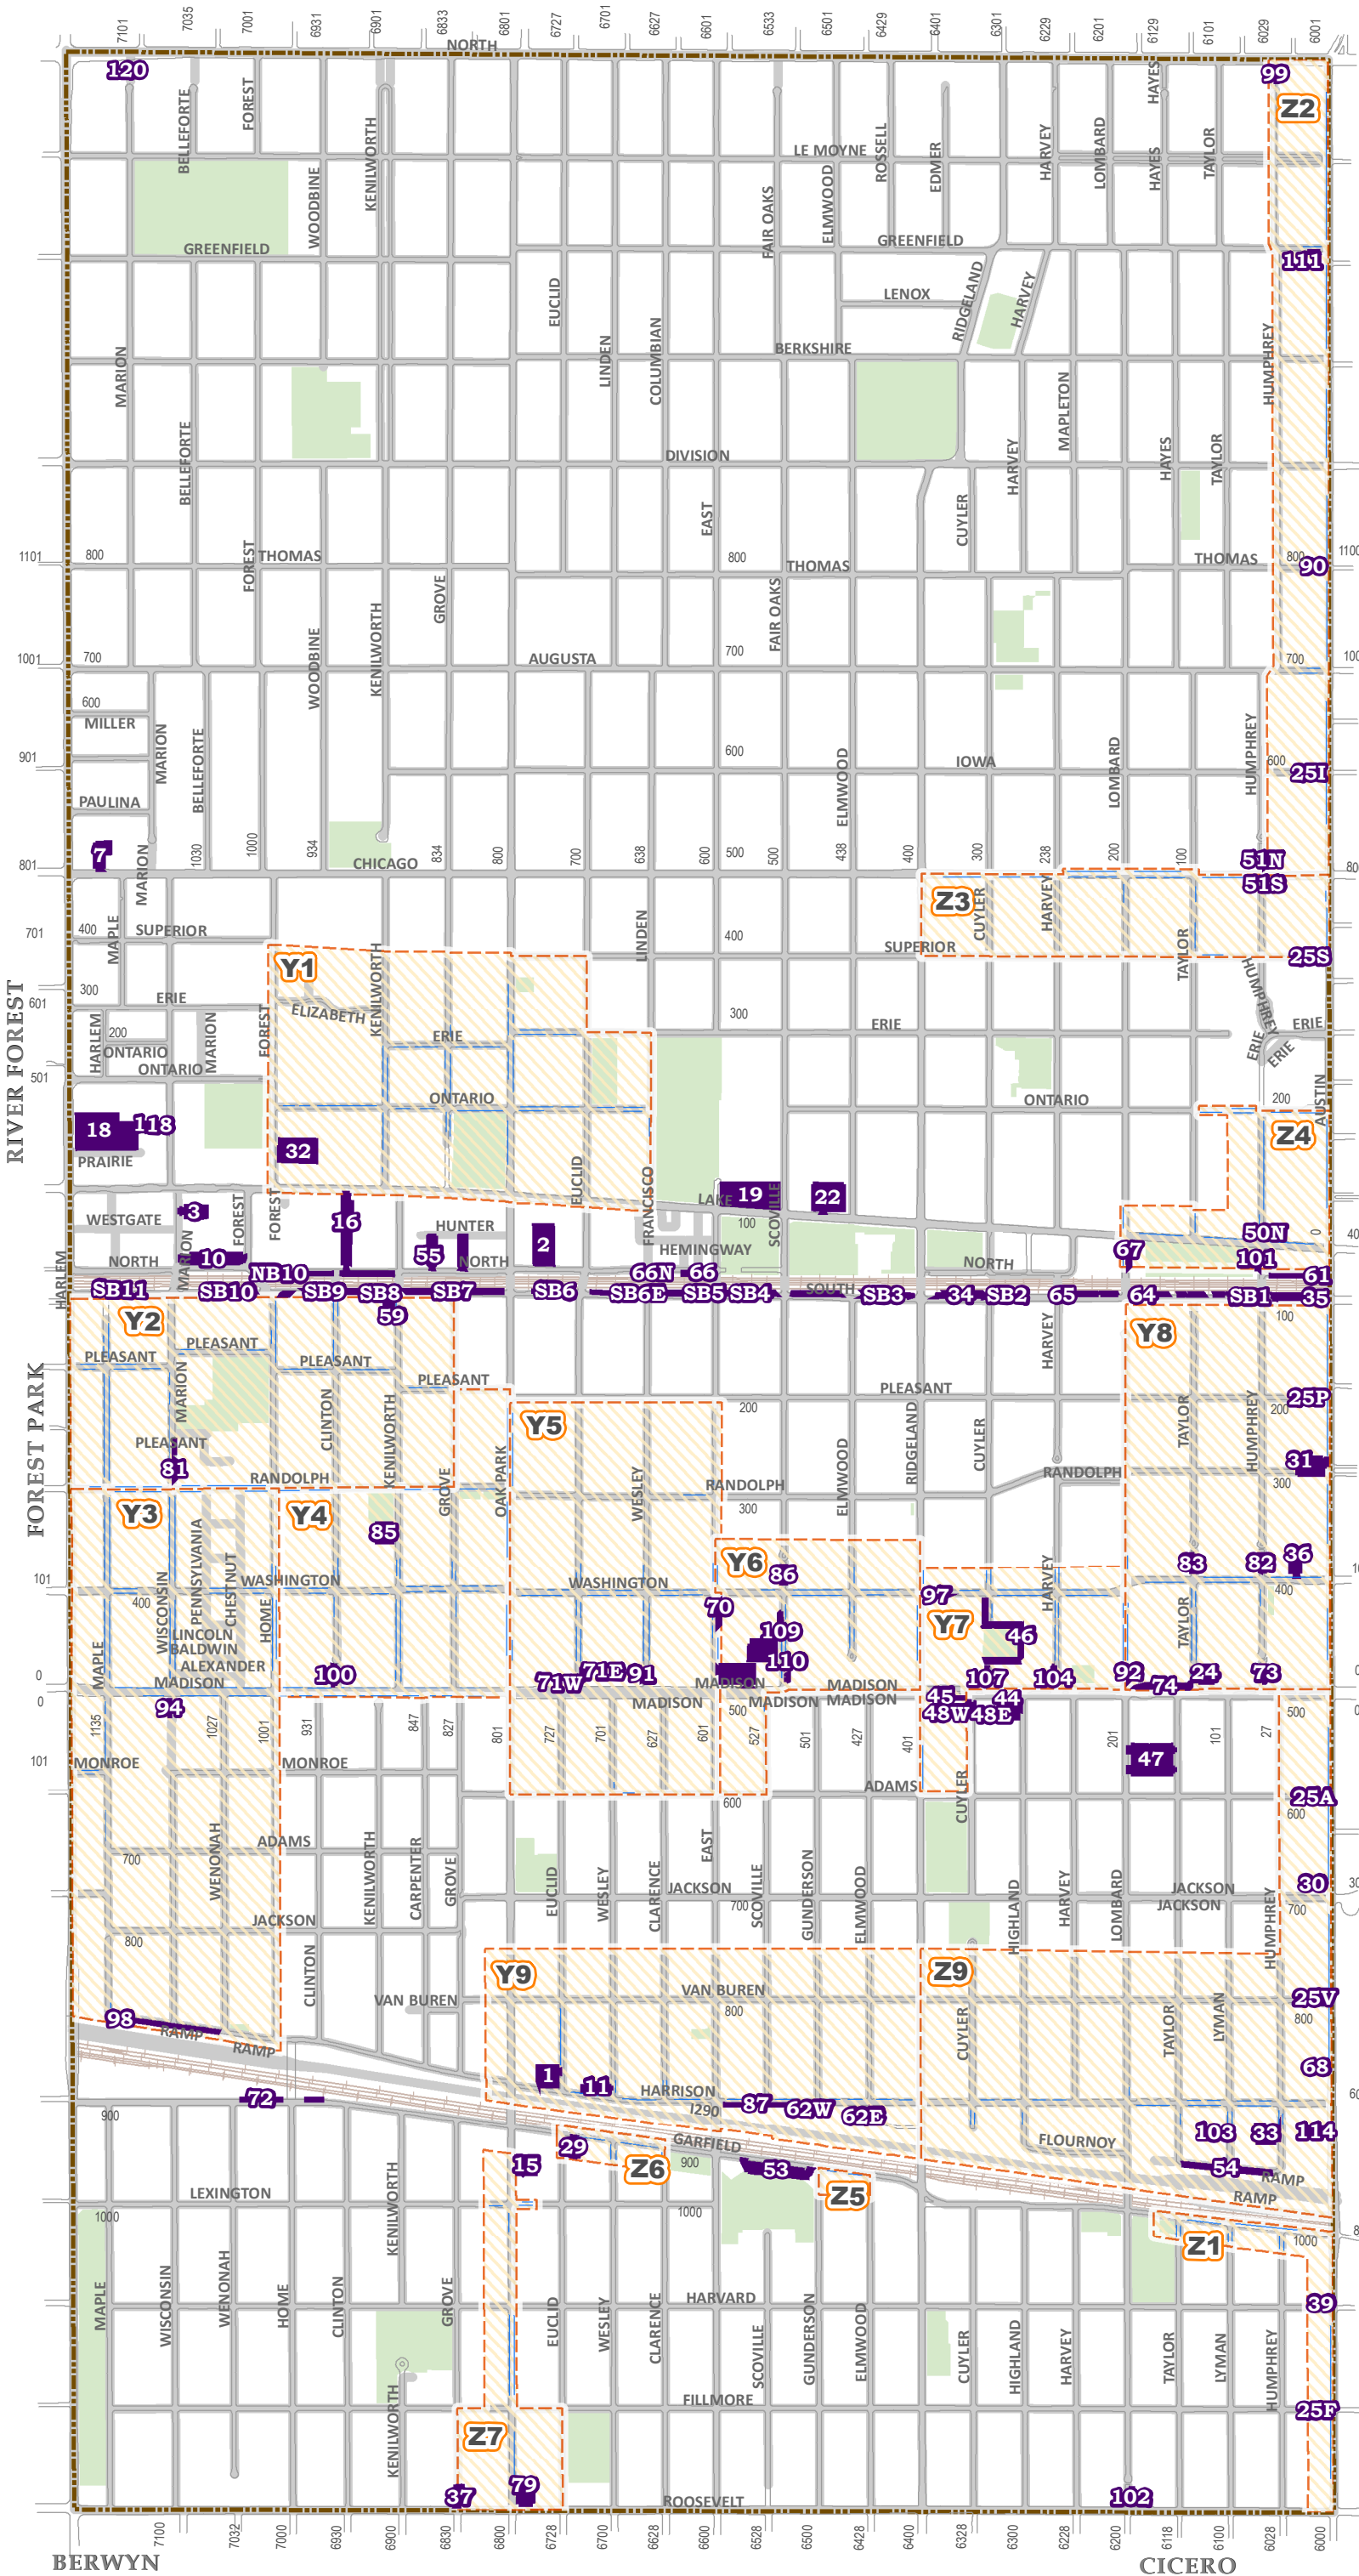 7101 7035 7001 6931 6901 6833 6801 6727 6701 6627 6601 6533 6501 6429 6401 6301 6229 6201 6129 6101 6029 6001
NORTH
120 99
Z2
BELLEFORTE FOREST KENILWORTH HAYES
LE MOYNE ROSSELL EDMER HARVEY LOMBARD HAYES TAYLOR
WOODBINE FAIR OAKS ELMWOOD
GREENFIELD GREENFIELD
111
EUCLID LENOX RIDGELAND HARVEY
MARION LINDEN COLUMBIAN BERKSHIRE HUMPHREY
MAPLETON
BELLEFORTE DIVISION HARVEY HAYES TAYLOR
EAST CUYLER
1101 800 FOREST THOMAS 800 THOMAS THOMAS 800 90 1100
GROVE FAIR OAKS
WOODBINE KENILWORTH
1001 700 AUGUSTA 700 700 100
600
MILLER
901 MARION BELLEFORTE 600 ELMWOOD IOWA LOMBARD HUMPHREY 600 25I
PAULINA
7
801 MARION 1030 1000 934 CHICAGO 834 800 700 638 600 500 500 438 400 300 238 200 100 51N 80
51S
Z3 CUYLER HARVEY
701 400 SUPERIOR MAPLE LINDEN 400 SUPERIOR TAYLOR 25S
Y1
RIVER FOREST
601 300 ERIE ELIZABETH KENILWORTH 300 ERIE HUMPHREY ERIE
HARLEM 200 MARION FOREST ERIE ERIE ERIE
ONTARIO
501 ONTARIO ONTARIO ONTARIO 200 AUSTIN
18 118 Z4
PRAIRIE 32
EUCLID FRANCISCO
LAKE 19 22
WESTGATE 3 FOREST FOREST 16 HUNTER 100 SCOVILLE 50N 0 40
55 2 HEMINGWAY 67
NORTH 10 NORTH NORTH 101
HARLEM MARION NB10 66N 66 61
SB11 SB10 SB9 SB8 SB7 SB6 SB6E SB5 SB4 SOUTH SB3 34 SB2 65 64 SB1 35
Y2 59 100
Y8
PLEASANT HARVEY
PLEASANT PLEASANT
FOREST PARK
MARION CLINTON KENILWORTH PLEASANT PLEASANT 25P
200 200
Y5
PLEASANT TAYLOR HUMPHREY
81 OAK PARK WESLEY ELMWOOD RIDGELAND CUYLER 31
RANDOLPH GROVE RANDOLPH RANDOLPH 300
Y3 Y4 300
85
PENNSYLVANIA CHESTNUT Y6 83 82 36
101 WASHINGTON WASHINGTON 86 HARVEY 10
400 97 400
WISCONSIN HOME 70 Y7 TAYLOR
LINCOLN 109 46
BALDWIN
MAPLE ALEXANDER 110
0 100 71E 91 107 104 92 24 73
MADISON 71W MADISON MADISON 74
0 94 MADISON MADISON MADISON 45 44 0
500 48W 48E 500
1135 1027 1001 931 847 827 801 727 701 627 601 527 501 427 401 201 101 27
101 MONROE MONROE 47
CUYLER
ADAMS 25A
600 600
ADAMS
700 WENONAH KENILWORTH CARPENTER GROVE EUCLID WESLEY CLARENCE EAST SCOVILLE GUNDERSON ELMWOOD HIGHLAND HARVEY LOMBARD
JACKSON JACKSON 30
JACKSON 700 JACKSON 700
800 HUMPHREY
CLINTON Y9 Z9
VAN BUREN VAN BUREN 25V
800 800
98 RAMP CUYLER TAYLOR LYMAN
RAMP
1 68
11 HARRISON
72 I290 87 62W 62E 60
900 103 33 114
29 GARFIELD FLOURNOY
15 Z6 900 53 54 RAMP
LEXINGTON Z5 RAMP
1000 KENILWORTH 1000
Z1 1000
MAPLE WISCONSIN WENONAH HOME CLINTON GROVE HARVARD 39
EUCLID WESLEY CLARENCE SCOVILLE GUNDERSON ELMWOOD CUYLER HIGHLAND HARVEY TAYLOR LYMAN HUMPHREY
KENILWORTH FILLMORE 25F
Z7
37 79 102
ROOSEVELT
7100 7032 7000 6930 6900 6830 6800 6728 6700 6628 6600 6528 6500 6428 6400 6328 6300 6228 6200 6118 6100 6028 6000
BERWYN CICERO